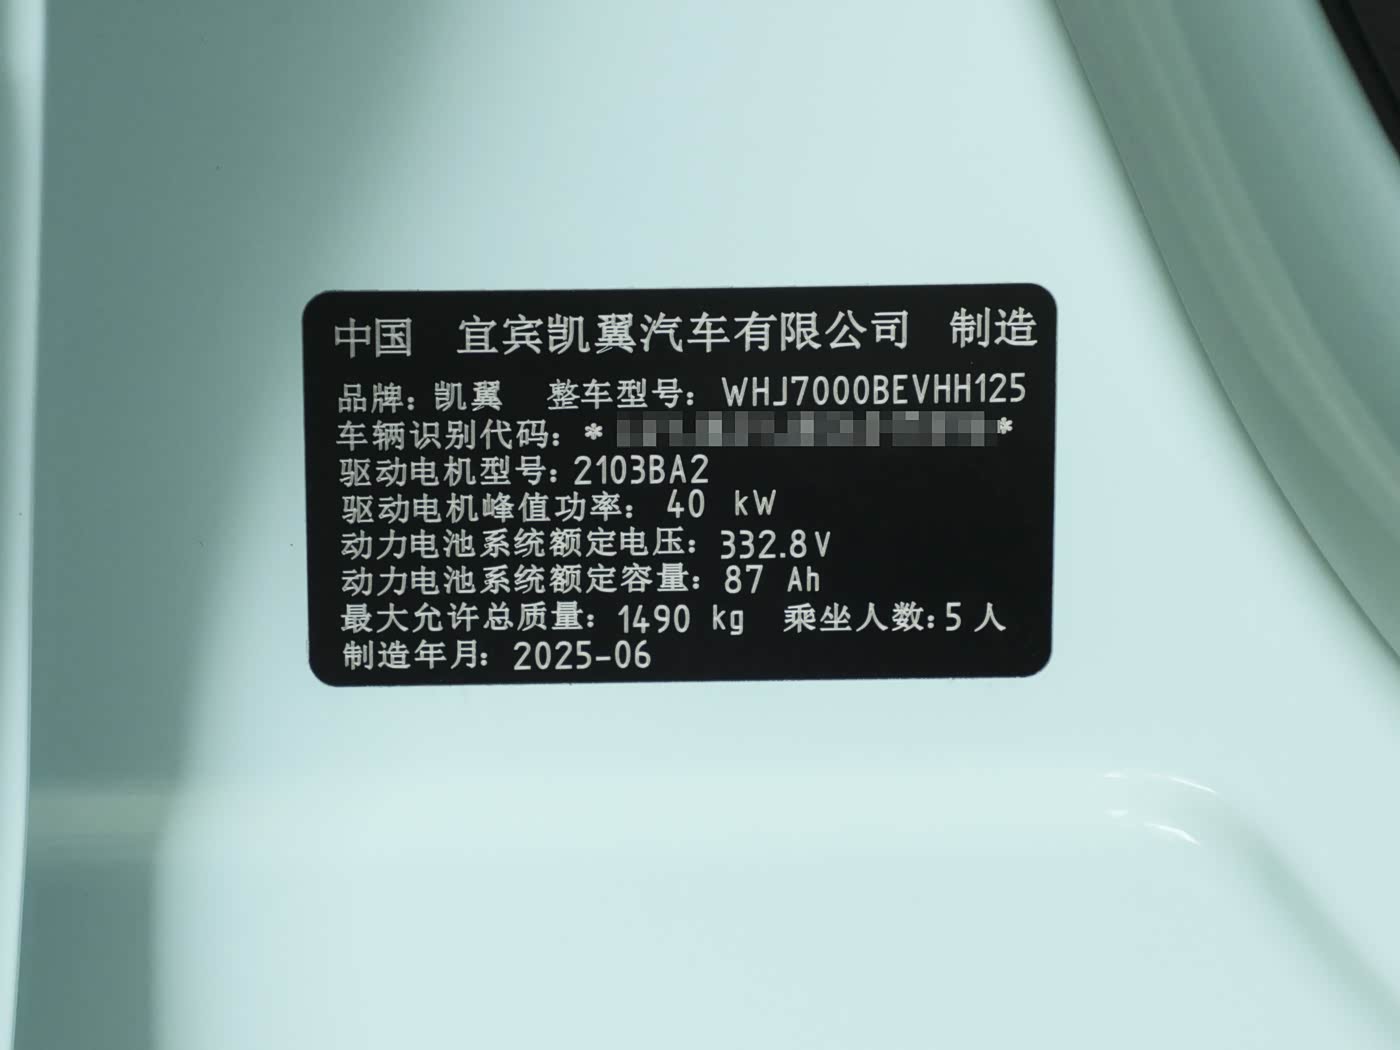 中国 宜宾凯翼汽车有限公司 制造
品牌：凯翼 整车型号：WHJ7000BEVHH125
车辆识别代码：* *
驱动电机型号：2103BA2
驱动电机峰值功率：40 kW
动力电池系统额定电压：332.8V
动力电池系统额定容量：87 Ah
最大允许总质量：1490 kg 乘坐人数：5人
制造年月：2025-06